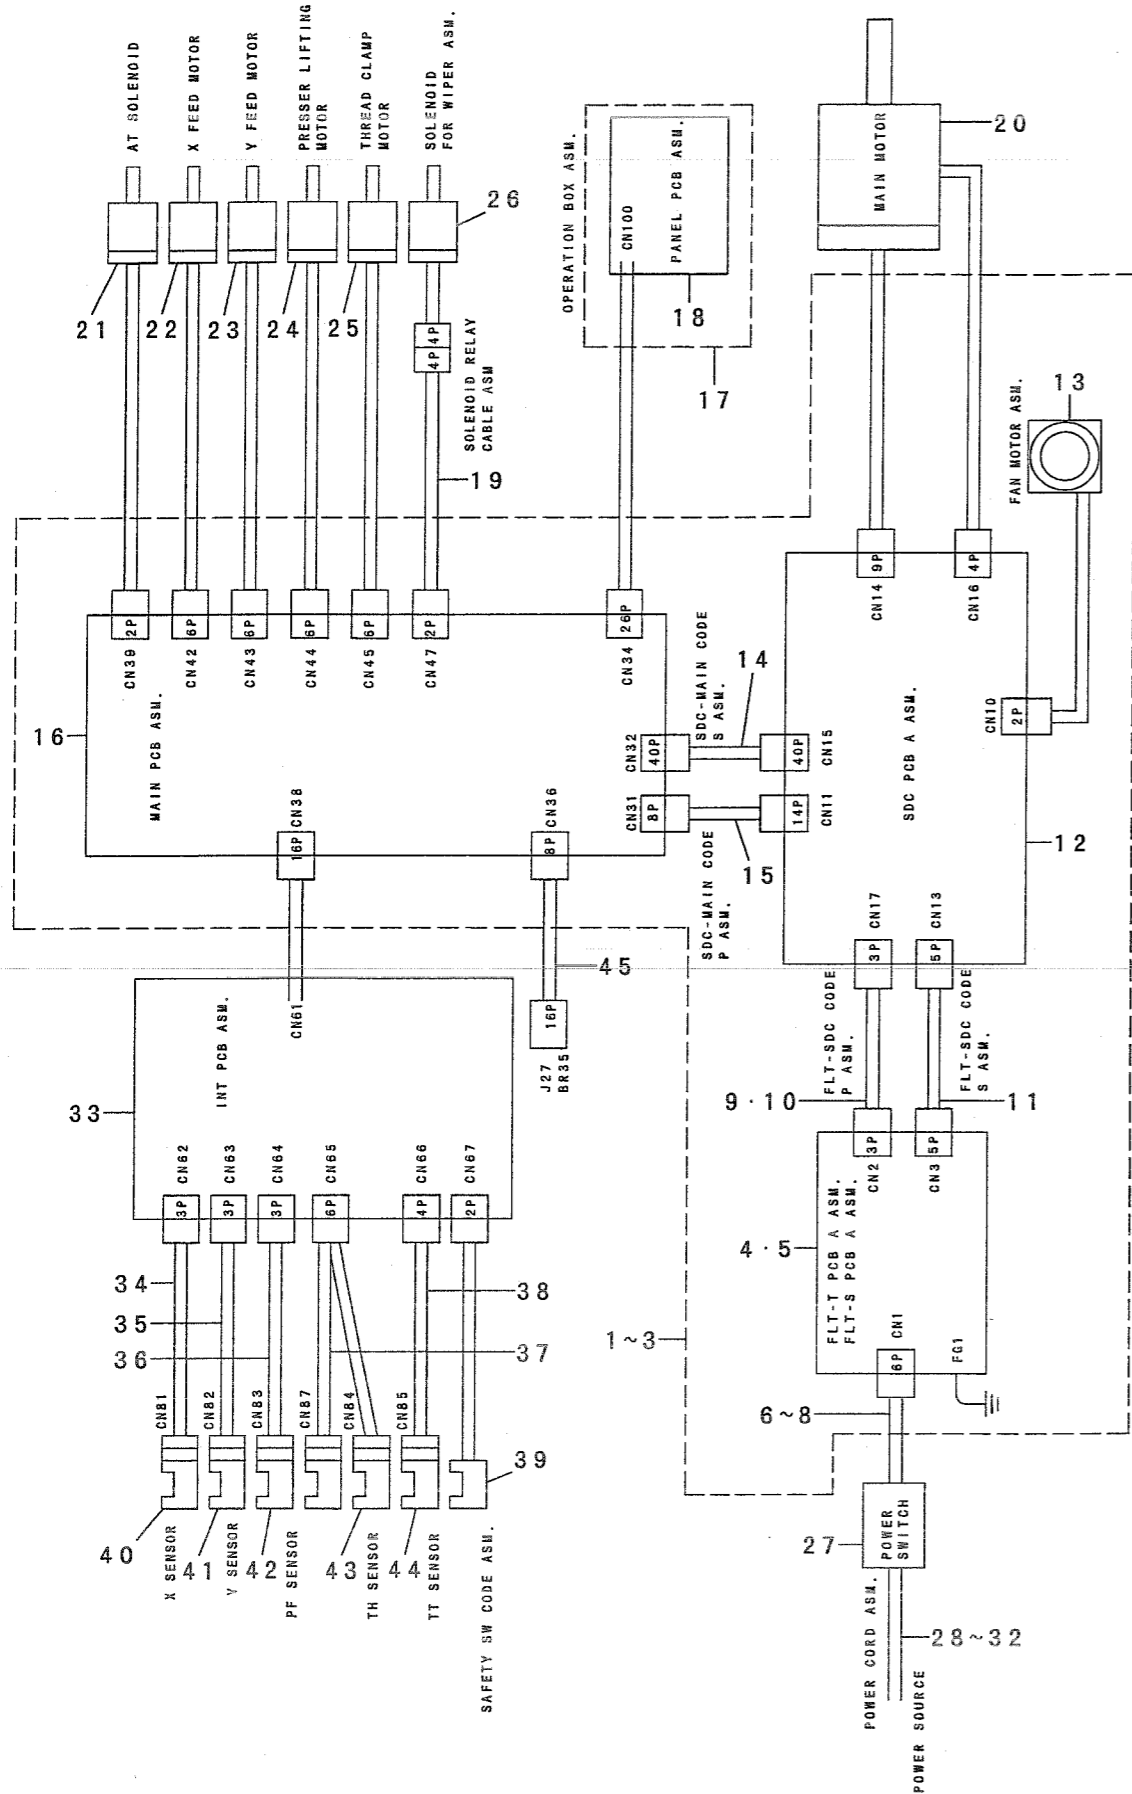 AT SOLENOID
X FEED MOTOR
Y FEED MOTOR
PRESSER LIFTING
MOTOR
THREAD CLAMP
MOTOR
SOLENOID
FOR WIPER ASM.
21
22
23
24
25
26
4P 4P
SOLENOID RELAY
CABLE ASM
19
OPERATION BOX ASM.
CN100
PANEL PCB ASM.
18
17
MAIN MOTOR
20
FAN MOTOR ASM.
13
2P
6P
6P
6P
6P
2P
26P
CN39
CN42
CN43
CN44
CN45
CN47
CN34
MAIN PCB ASM.
16
16P CN38
8P CN36
CN32
40P
CN31
8P
SDC-MAIN CODE
S ASM.
14
SDC-MAIN CODE
P ASM.
15
40P CN15
14P CN11
CN14 9P
CN16 4P
CN10
2P
SDC PCB A ASM.
12
3P CN17
5P CN13
CN61
INT PCB ASM.
33
45
16P
J27
BR35
3P CN62
3P CN63
3P CN64
6P CN65
4P CN66
2P CN67
34
35
36
37
38
CN81
CN82
CN83
CN87
CN84
CN85
39
40
X SENSOR
41
Y SENSOR
42
PF SENSOR
43
TH SENSOR
44
TT SENSOR
SAFETY SW CODE ASM.
1~3
FLT-SDC CODE
P ASM.
9·10
FLT-SDC CODE
S ASM.
11
CN2 3P
CN3 5P
FLT-T PCB A ASM.
FLT-S PCB A ASM.
4·5
6P CN1
FG1
6~8
POWER
SWITCH
27
POWER CORD ASM.
28~32
POWER SOURCE